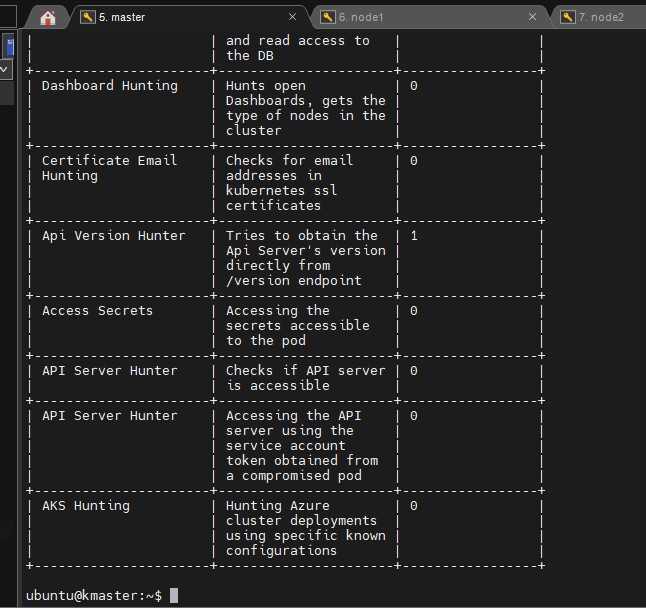 5. master
6. node1
7. node2
|                       | and read access to | |
|                       | the DB | |
+----------------------+---------------------+-----------------+
| Dashboard Hunting | Hunts open | 0 |
| | Dashboards, gets the | |
| | type of nodes in the | |
| | cluster | |
+----------------------+---------------------+-----------------+
| Certificate Email | Checks for email | 0 |
| Hunting | addresses in | |
| | kubernetes ssl | |
| | certificates | |
+----------------------+---------------------+-----------------+
| Api Version Hunter | Tries to obtain the | 1 |
| | Api Server's version | |
| | directly from | |
| | /version endpoint | |
+----------------------+---------------------+-----------------+
| Access Secrets | Accessing the | 0 |
| | secrets accessible | |
| | to the pod | |
+----------------------+---------------------+-----------------+
| API Server Hunter | Checks if API server | 0 |
| | is accessible | |
+----------------------+---------------------+-----------------+
| API Server Hunter | Accessing the API | 0 |
| | server using the | |
| | service account | |
| | token obtained from | |
| | a compromised pod | |
+----------------------+---------------------+-----------------+
| AKS Hunting | Hunting Azure | 0 |
| | cluster deployments | |
| | using specific known | |
| | configurations | |
+----------------------+---------------------+-----------------+
ubuntu@kmaster:~$